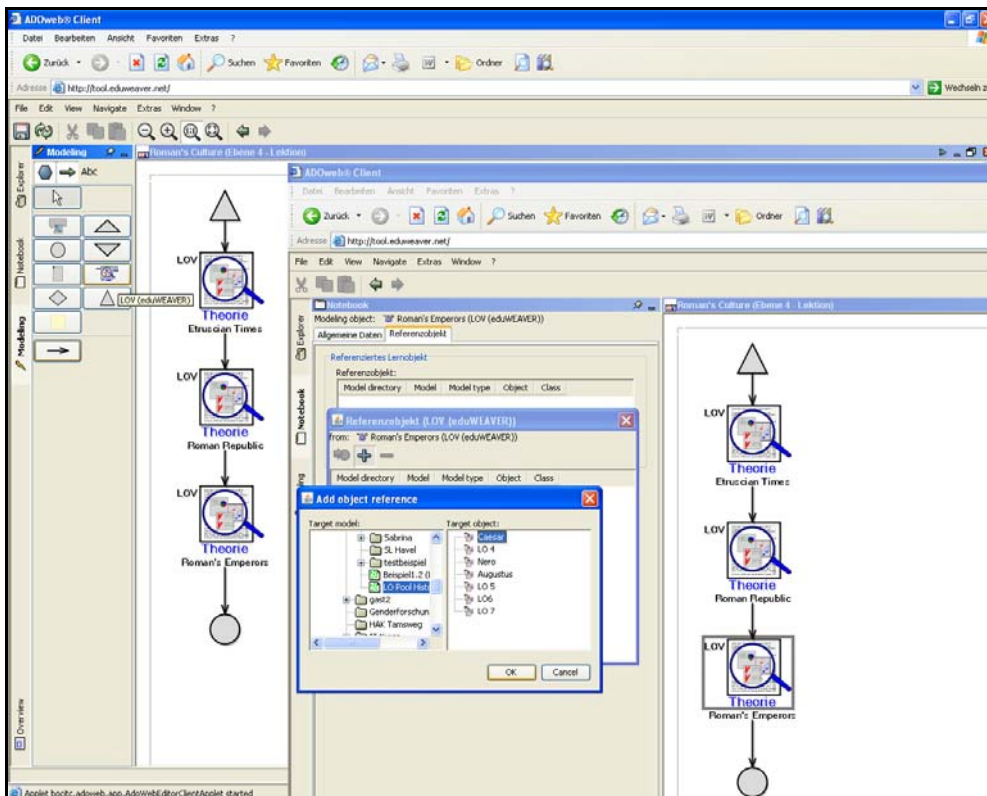 ADOweb® Client
Datei Bearbeiten Ansicht Favoriten Extras ?
Zurück Suchen Favoriten Ordner
Adresse http://tool.eduweaver.net/ Wechseln z
File Edit View Navigate Extras Window ?
Modeling
Roman's Culture (Ebene 4 - Lektion)
Abc
Explorer
Notebook
Modeling
Overview
LOV (eduWEAVER)
LOV
Theorie
Etruscian Times
LOV
Theorie
Roman Republic
LOV
Theorie
Roman's Emperors
ADOweb® Client
Datei Bearbeiten Ansicht Favoriten Extras ?
Zurück Suchen Favoriten Ordner
Adresse http://tool.eduweaver.net/
File Edit View Navigate Extras Window ?
Explorer
Notebook
Notebook
Modeling object: Roman's Emperors (LOV (eduWEAVER))
Allgemeine Daten Referenzobjekt
Referenziertes Lernobjekt
Referenzobjekt:
Model directory Model Model type Object Class
Referenzobjekt (LOV (eduWEAVER))
from: Roman's Emperors (LOV (eduWEAVER))
Model directory Model Model type Object Class
Add object reference
Target model:
Sabrina
SL Havel
testbeispiel
Beispiel1.2 (
LO Pool Hist
gast2
Genderforschun
HAK Tamsweg
Target object:
Caesar
LO 4
Nero
Augustus
LO 5
LO6
LO 7
OK Cancel
Roman's Culture (Ebene 4 - Lektion)
LOV
Theorie
Etruscian Times
LOV
Theorie
Roman Republic
LOV
Theorie
Roman's Emperors
Applet boctc.adoweb.app.AdoWebEditorClientApplet started